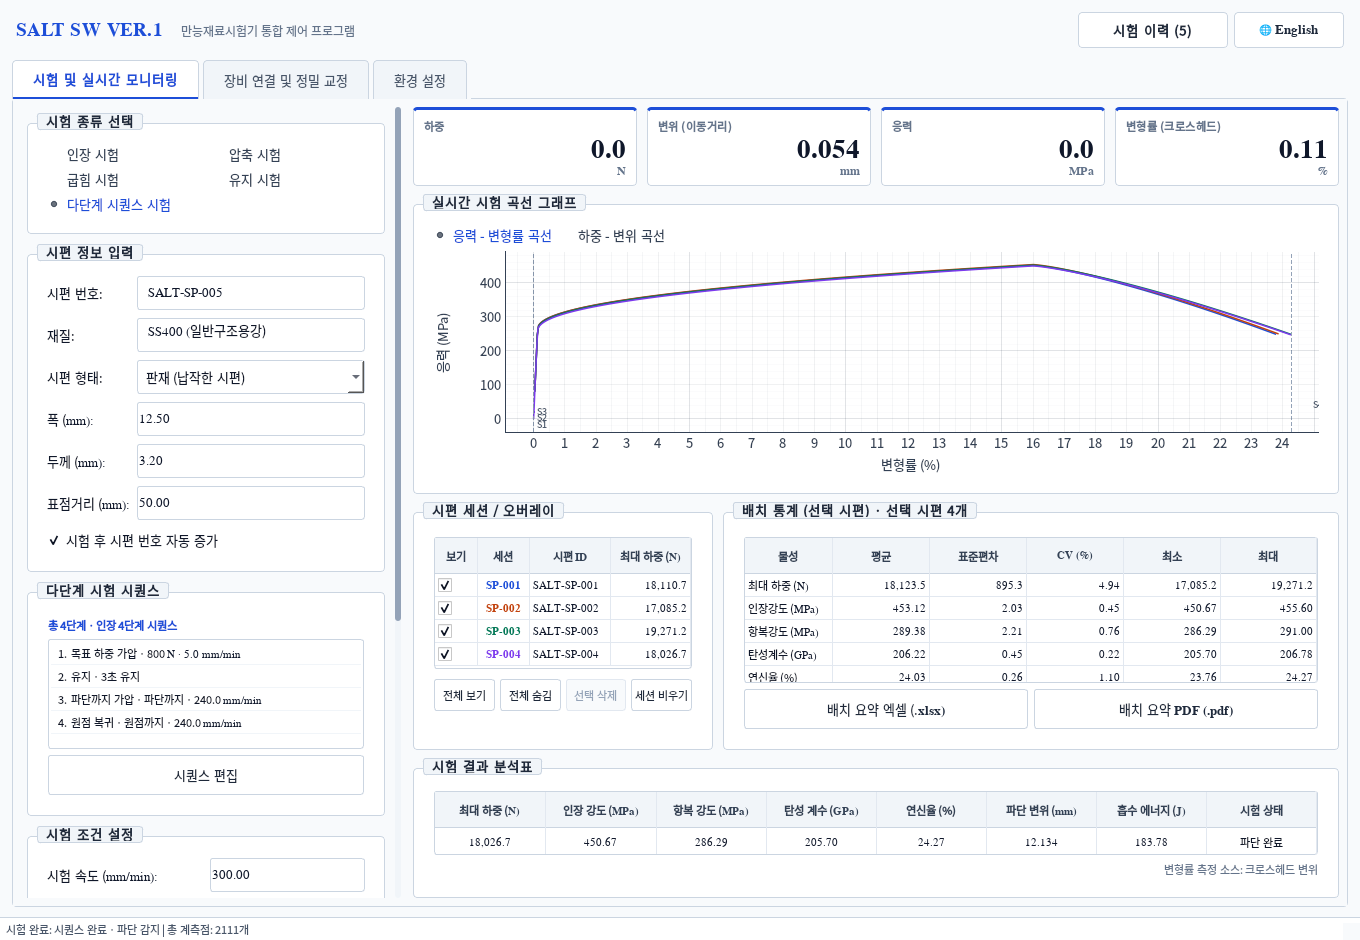 SALT SW VER.1 만능재료시험기 통합 제어 프로그램
시험 이력 (5) 🌐 English
시험 및 실시간 모니터링 장비 연결 및 정밀 교정 환경 설정
시험 종류 선택
인장 시험 압축 시험
굽힘 시험 유지 시험
다단계 시퀀스 시험
시편 정보 입력
시편 번호: SALT-SP-005
재질: SS400 (일반구조용강)
시편 형태: 판재 (납작한 시편)
폭 (mm): 12.50
두께 (mm): 3.20
표점거리 (mm): 50.00
✔ 시험 후 시편 번호 자동 증가
다단계 시험 시퀀스
총 4단계 · 인장 4단계 시퀀스
1. 목표 하중 가압 · 800 N · 5.0 mm/min
2. 유지 · 3초 유지
3. 파단까지 가압 · 파단까지 · 240.0 mm/min
4. 원점 복귀 · 원점까지 · 240.0 mm/min
시퀀스 편집
시험 조건 설정
시험 속도 (mm/min): 300.00
하중
0.0
N
변위 (이동거리)
0.054
mm
응력
0.0
MPa
변형률 (크로스헤드)
0.11
%
실시간 시험 곡선 그래프
응력 - 변형률 곡선 하중 - 변위 곡선
응력 (MPa)
400
300
200
100
0
S3
S2
S1
S
0 1 2 3 4 5 6 7 8 9 10 11 12 13 14 15 16 17 18 19 20 21 22 23 24
변형률 (%)
시편 세션 / 오버레이
보기 세션 시편 ID 최대 하중 (N)
✔ SP-001 SALT-SP-001 18,110.7
✔ SP-002 SALT-SP-002 17,085.2
✔ SP-003 SALT-SP-003 19,271.2
✔ SP-004 SALT-SP-004 18,026.7
전체 보기 전체 숨김 선택 삭제 세션 비우기
배치 통계 (선택 시편) · 선택 시편 4개
물성 평균 표준편차 CV (%) 최소 최대
최대 하중 (N) 18,123.5 895.3 4.94 17,085.2 19,271.2
인장강도 (MPa) 453.12 2.03 0.45 450.67 455.60
항복강도 (MPa) 289.38 2.21 0.76 286.29 291.00
탄성계수 (GPa) 206.22 0.45 0.22 205.70 206.78
연신율 (%) 24.03 0.26 1.10 23.76 24.27
배치 요약 엑셀 (.xlsx) 배치 요약 PDF (.pdf)
시험 결과 분석표
최대 하중 (N) 인장 강도 (MPa) 항복 강도 (MPa) 탄성 계수 (GPa) 연신율 (%) 파단 변위 (mm) 흡수 에너지 (J) 시험 상태
18,026.7 450.67 286.29 205.70 24.27 12.134 183.78 파단 완료
변형률 측정 소스: 크로스헤드 변위
시험 완료: 시퀀스 완료 · 파단 감지 | 총 계측점: 2111개